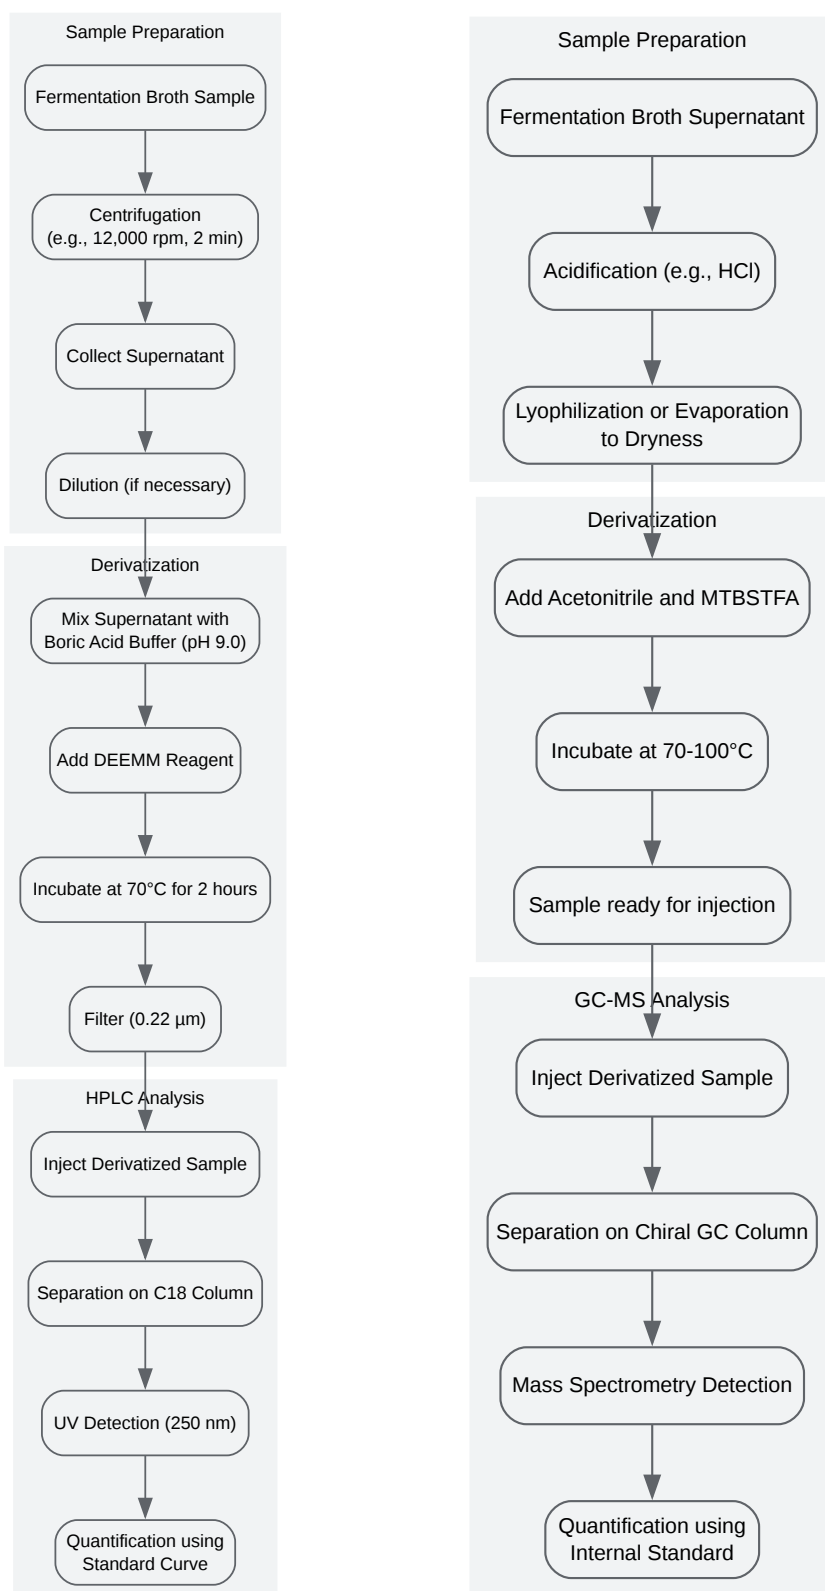 Sample Preparation
Fermentation Broth Sample
Centrifugation
(e.g., 12,000 rpm, 2 min)
Collect Supernatant
Dilution (if necessary)
Derivatization
Mix Supernatant with
Boric Acid Buffer (pH 9.0)
Add DEEMM Reagent
Incubate at 70°C for 2 hours
Filter (0.22 µm)
HPLC Analysis
Inject Derivatized Sample
Separation on C18 Column
UV Detection (250 nm)
Quantification using
Standard Curve
Sample Preparation
Fermentation Broth Supernatant
Acidification (e.g., HCl)
Lyophilization or Evaporation
to Dryness
Derivatization
Add Acetonitrile and MTBSTFA
Incubate at 70-100°C
Sample ready for injection
GC-MS Analysis
Inject Derivatized Sample
Separation on Chiral GC Column
Mass Spectrometry Detection
Quantification using
Internal Standard